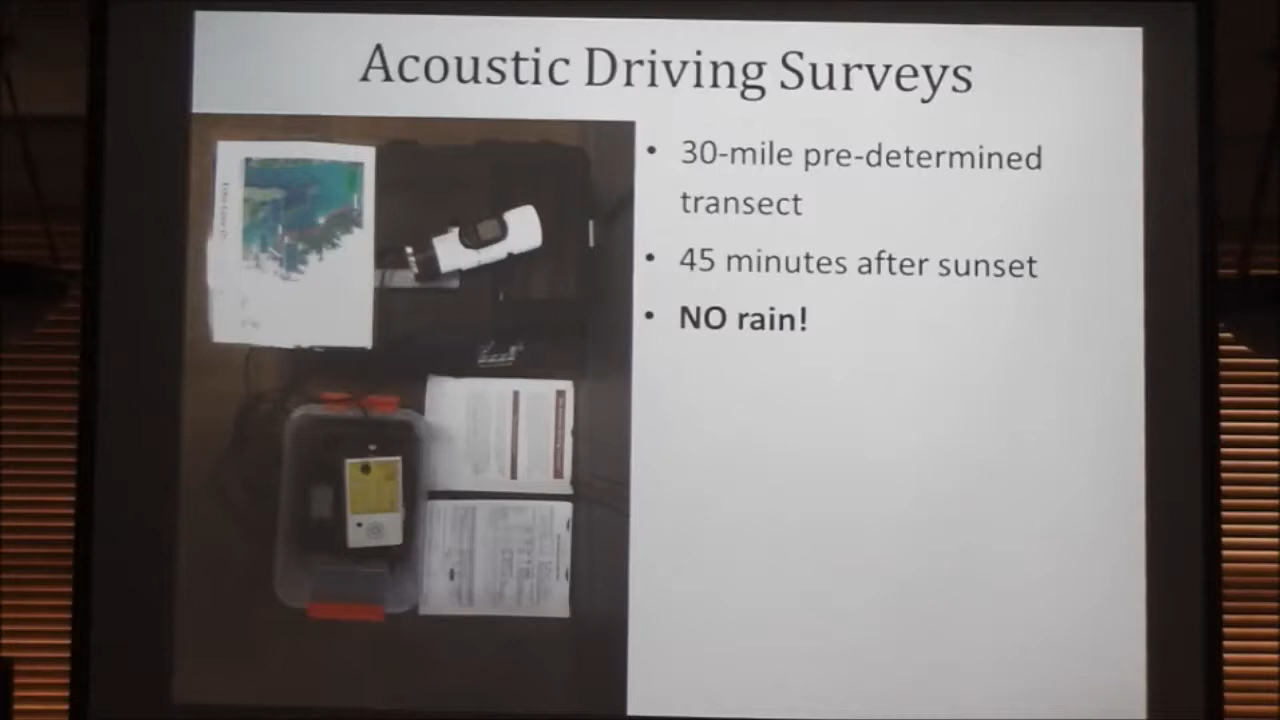 Acoustic Driving Surveys
• 30-mile pre-determined
transect
• 45 minutes after sunset
• NO rain!